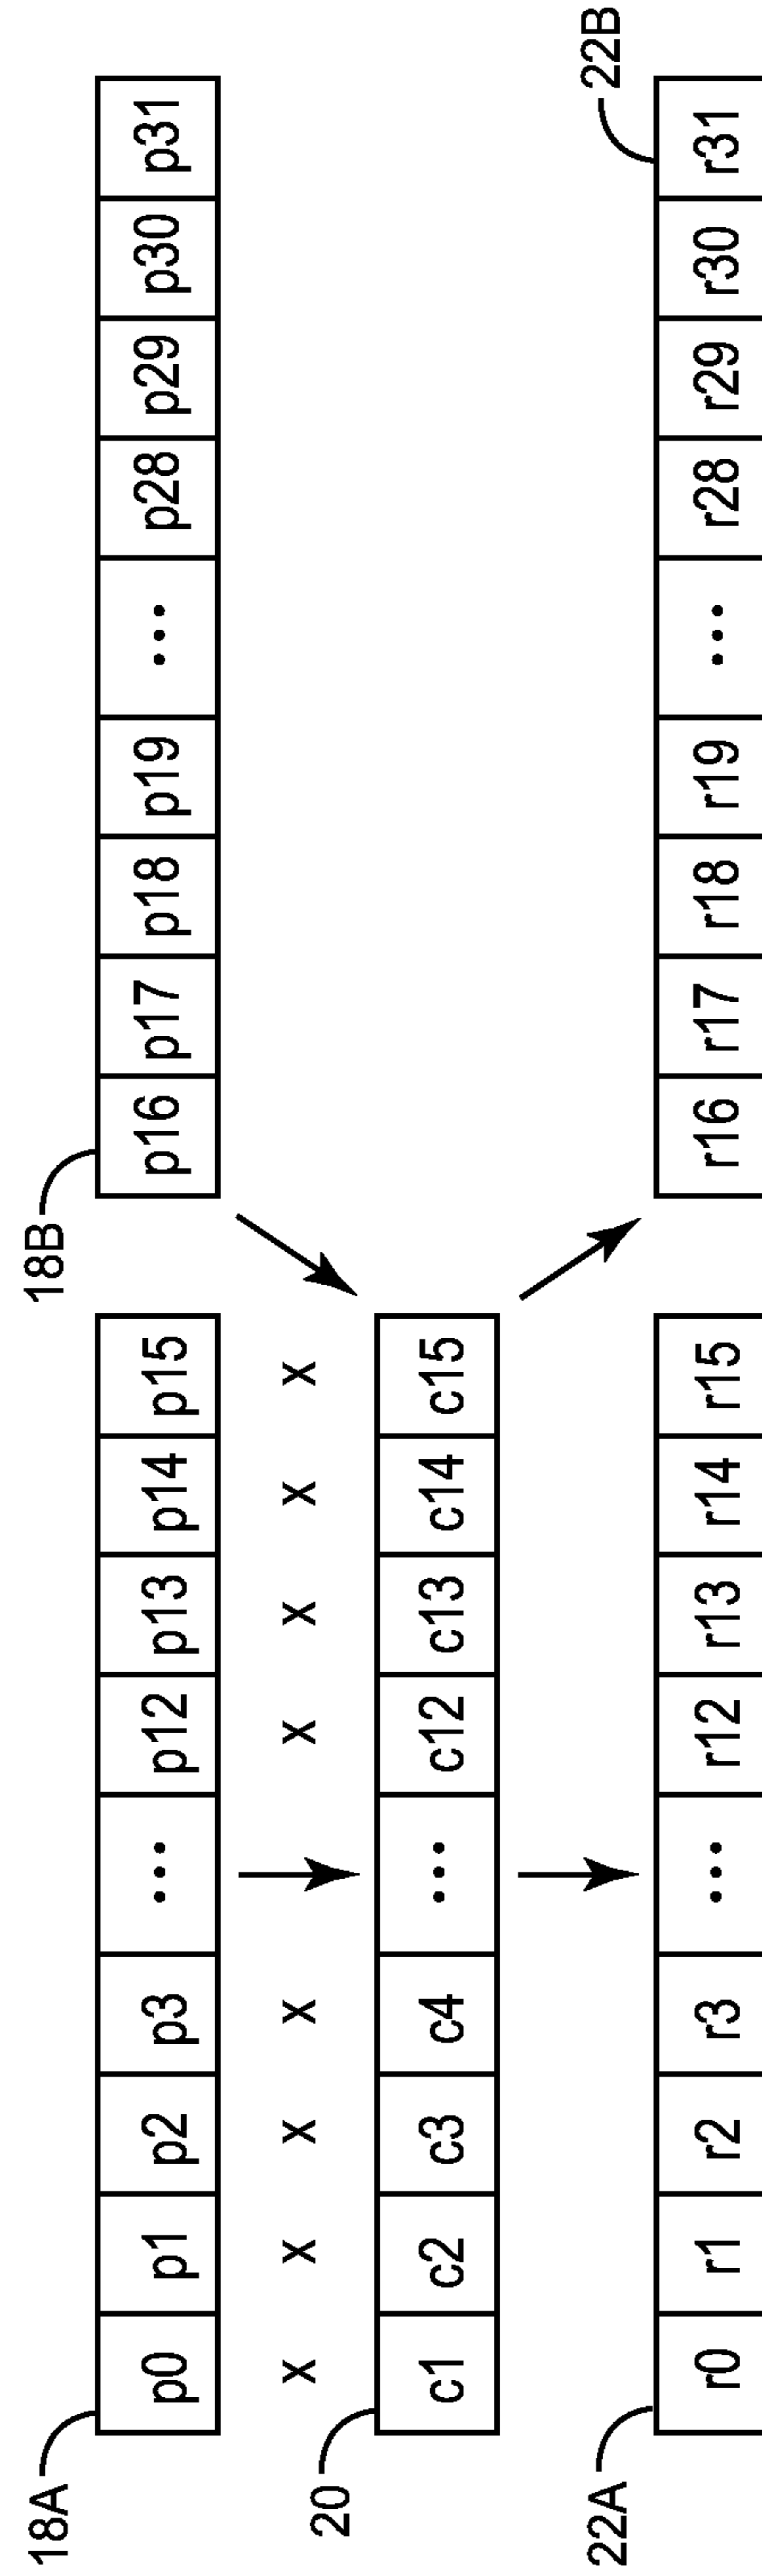 18A
p0 p1 p2 p3 ... p12 p13 p14 p15
18B
p16 p17 p18 p19 ... p28 p29 p30 p31
x x x x x x x x
20
c1 c2 c3 c4 ... c12 c13 c14 c15
22A
r0 r1 r2 r3 ... r12 r13 r14 r15
22B
r16 r17 r18 r19 ... r28 r29 r30 r31